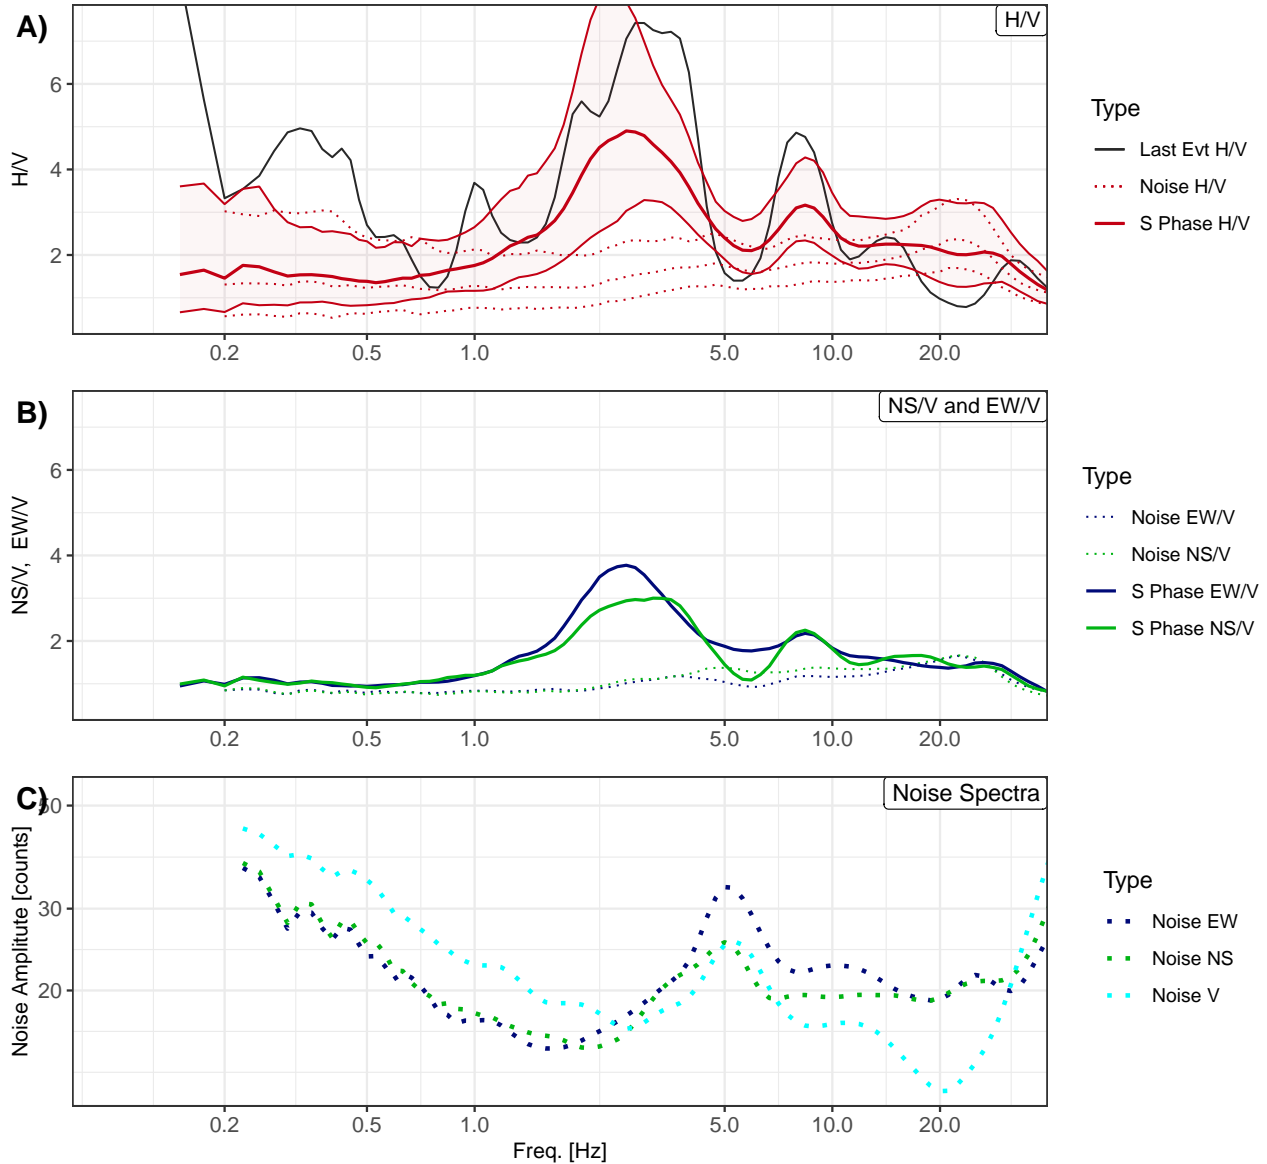 A)
H/V
H/V
6
4
2
0.2 0.5 1.0 5.0 10.0 20.0
Type
Last Evt H/V
Noise H/V
S Phase H/V
B)
NS/V and EW/V
NS/V, EW/V
6
4
2
0.2 0.5 1.0 5.0 10.0 20.0
Type
Noise EW/V
Noise NS/V
S Phase EW/V
S Phase NS/V
C)
Noise Spectra
Noise Amplitude [counts]
50
30
20
0.2 0.5 1.0 5.0 10.0 20.0
Freq. [Hz]
Type
Noise EW
Noise NS
Noise V